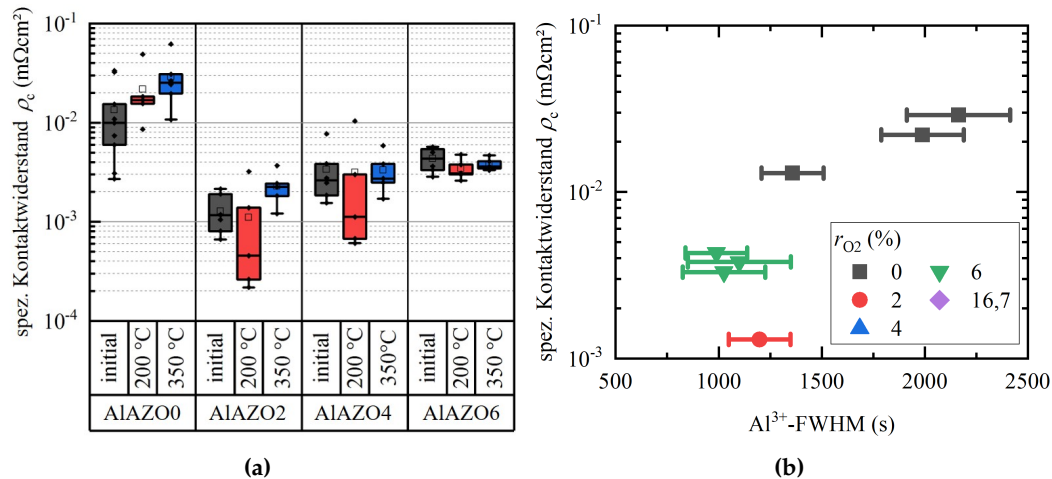 (a)
spez. Kontaktwiderstand ρc (mΩcm²)
10⁻¹
10⁻²
10⁻³
10⁻⁴
initial
200 °C
350 °C
initial
200 °C
350 °C
initial
200 °C
350°C
initial
200 °C
350 °C
AlAZO0
AlAZO2
AlAZO4
AlAZO6
(a)
b)
spez. Kontaktwiderstand ρc (mΩcm²)
10⁻¹
10⁻²
10⁻³
rO2 (%)
0
6
2
16,7
4
500
1000
1500
2000
2500
Al³⁺-FWHM (s)
(b)